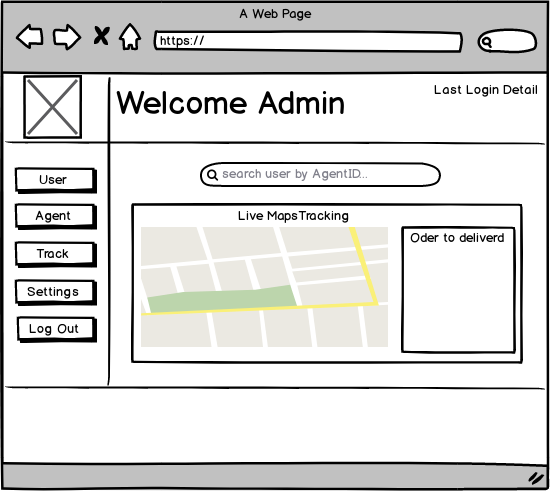 A Web Page
https://
Welcome Admin
Last Login Detail
search user by AgentID...
User
Agent
Track
Settings
Log Out
Live MapsTracking
Oder to deliverd